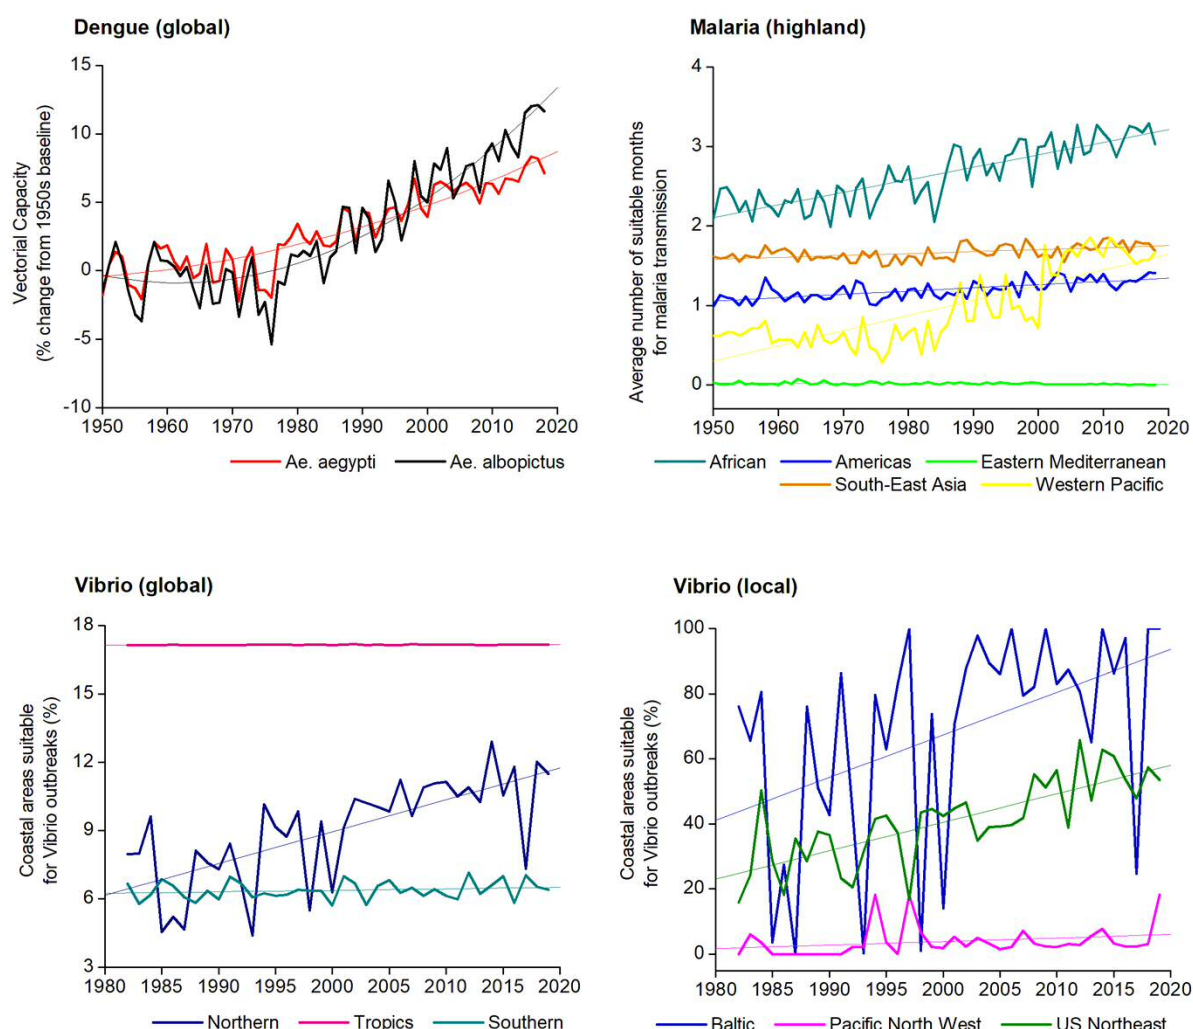 Dengue (global)
Vectorial Capacity
(% change from 1950s baseline)
15
10
5
0
-5
-10
1950 1960 1970 1980 1990 2000 2010 2020
Ae. aegypti Ae. albopictus
Malaria (highland)
Average number of suitable months
for malaria transmission
4
3
2
1
0
1950 1960 1970 1980 1990 2000 2010 2020
African Americas Eastern Mediterranean
South-East Asia Western Pacific
Vibrio (global)
Coastal areas suitable
for Vibrio outbreaks (%)
18
15
12
9
6
3
1980 1985 1990 1995 2000 2005 2010 2015 2020
Northern Tropics Southern
Vibrio (local)
Coastal areas suitable
for Vibrio outbreaks (%)
100
80
60
40
20
0
1980 1985 1990 1995 2000 2005 2010 2015 2020
Baltic Pacific North West US Northeast